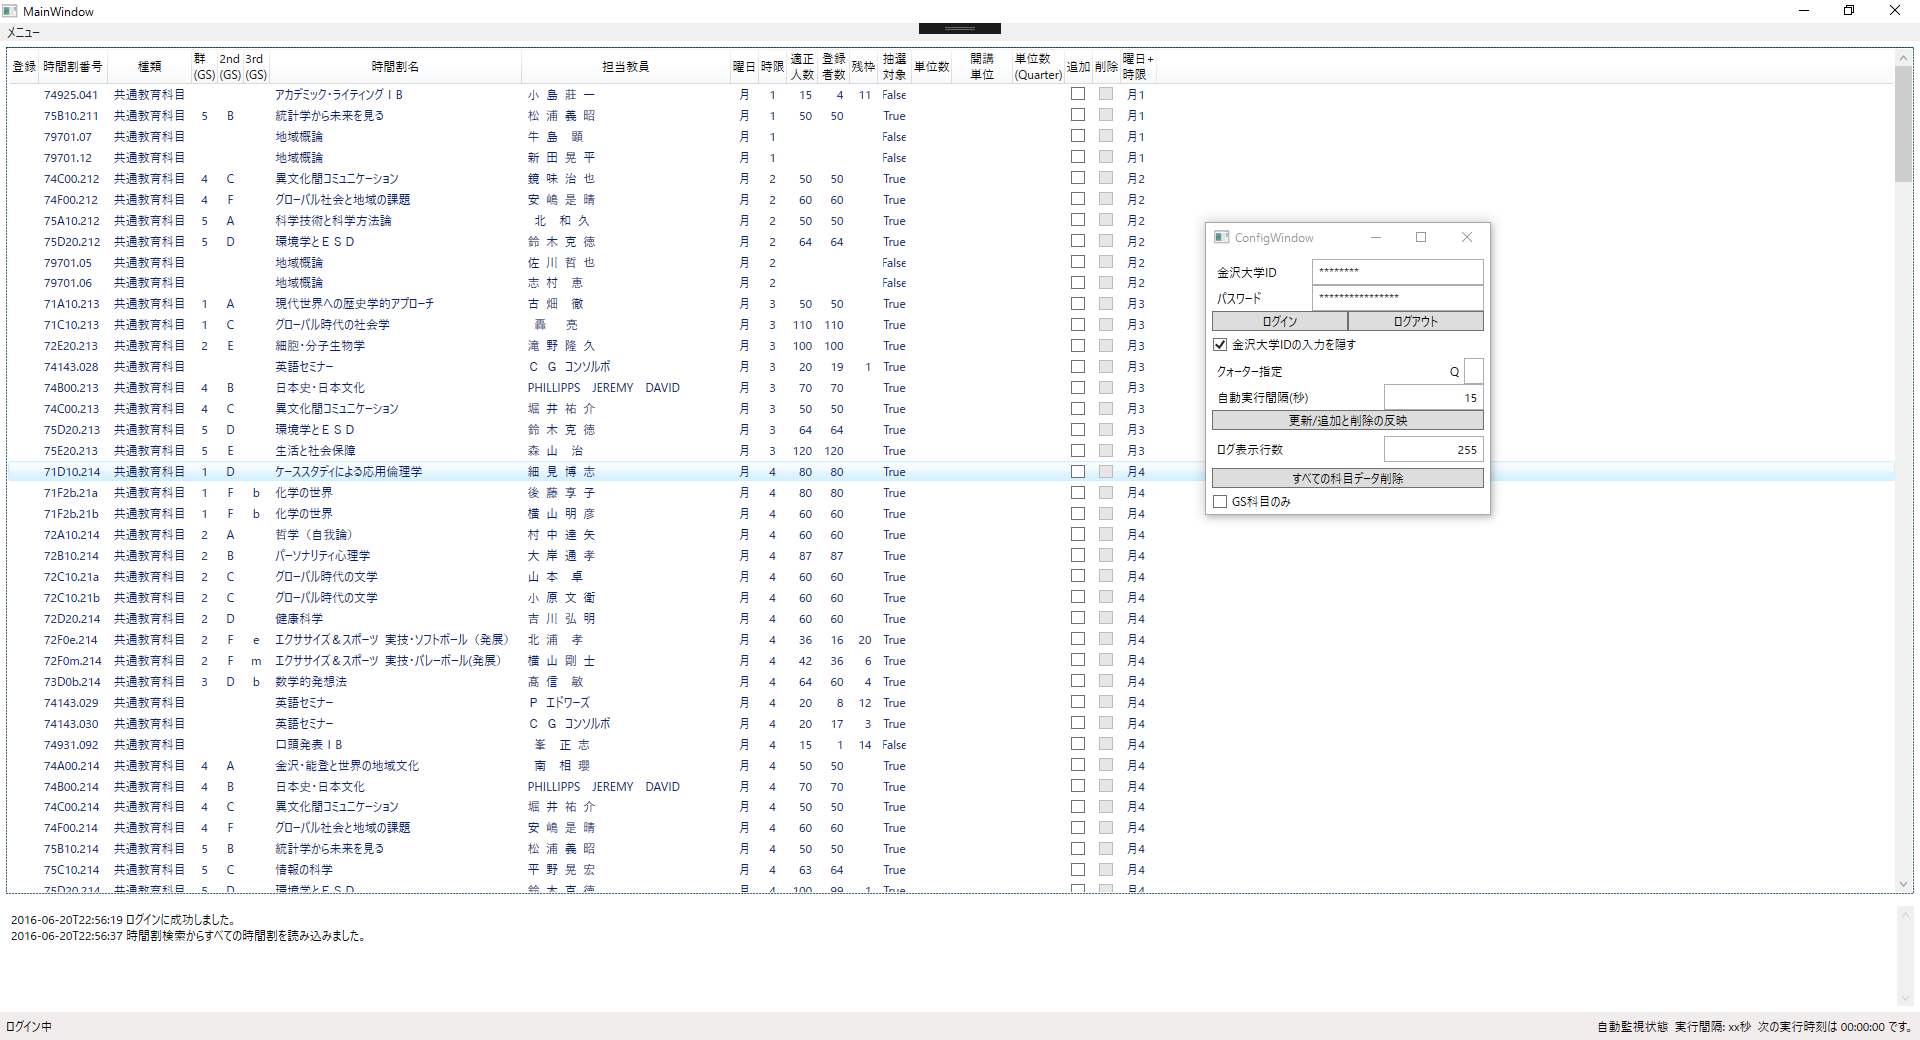 MainWindow
メニュー
登録 時間割番号 種類 群(GS) 2nd(GS) 3rd(GS) 時間割名 担当教員 曜日 時限 適正人数 登録者数 残枠 抽選対象 単位数 開講単位 単位数(Quarter) 追加 削除 曜日+時限
74925.041 共通教育科目 アカデミック・ライティングⅠB 小 島 莊 一 月 1 15 4 11 False 月1
75B10.211 共通教育科目 5 B 統計学から未来を見る 松 浦 義 昭 月 1 50 50 True 月1
79701.07 共通教育科目 地域概論 牛 島 顕 月 1 False 月1
79701.12 共通教育科目 地域概論 新 田 晃 平 月 1 False 月1
74C00.212 共通教育科目 4 C 異文化間コミュニケーション 鏡 味 治 也 月 2 50 50 True 月2
74F00.212 共通教育科目 4 F グローバル社会と地域の課題 安 嶋 是 晴 月 2 60 60 True 月2
75A10.212 共通教育科目 5 A 科学技術と科学方法論 北 和 久 月 2 50 50 True 月2
75D20.212 共通教育科目 5 D 環境学とESD 鈴 木 克 徳 月 2 64 64 True 月2
79701.05 共通教育科目 地域概論 佐 川 哲 也 月 2 False 月2
79701.06 共通教育科目 地域概論 志 村 恵 月 2 False 月2
71A10.213 共通教育科目 1 A 現代世界への歴史学的アプローチ 古 畑 徹 月 3 50 50 True 月3
71C10.213 共通教育科目 1 C グローバル時代の社会学 轟 亮 月 3 110 110 True 月3
72E20.213 共通教育科目 2 E 細胞・分子生物学 滝 野 隆 久 月 3 100 100 True 月3
74143.028 共通教育科目 英語セミナー C G コンソルボ 月 3 20 19 1 True 月3
74B00.213 共通教育科目 4 B 日本史・日本文化 PHILLIPPS JEREMY DAVID 月 3 70 70 True 月3
74C00.213 共通教育科目 4 C 異文化間コミュニケーション 堀 井 祐 介 月 3 50 50 True 月3
75D20.213 共通教育科目 5 D 環境学とESD 鈴 木 克 徳 月 3 64 64 True 月3
75E20.213 共通教育科目 5 E 生活と社会保障 森 山 治 月 3 120 120 True 月3
71D10.214 共通教育科目 1 D ケーススタディによる応用倫理学 細 見 博 志 月 4 80 80 True 月4
71F2b.21a 共通教育科目 1 F b 化学の世界 後 藤 享 子 月 4 80 80 True 月4
71F2b.21b 共通教育科目 1 F b 化学の世界 横 山 明 彦 月 4 60 60 True 月4
72A10.214 共通教育科目 2 A 哲学（自我論） 村 中 達 矢 月 4 60 60 True 月4
72B10.214 共通教育科目 2 B パーソナリティ心理学 大 岸 通 孝 月 4 87 87 True 月4
72C10.21a 共通教育科目 2 C グローバル時代の文学 山 本 卓 月 4 60 60 True 月4
72C10.21b 共通教育科目 2 C グローバル時代の文学 小 原 文 衛 月 4 60 60 True 月4
72D20.214 共通教育科目 2 D 健康科学 吉 川 弘 明 月 4 60 60 True 月4
72F0e.214 共通教育科目 2 F e エクササイズ＆スポーツ 実技・ソフトボール（発展） 北 浦 孝 月 4 36 16 20 True 月4
72F0m.214 共通教育科目 2 F m エクササイズ＆スポーツ 実技・バレーボール(発展) 横 山 剛 士 月 4 42 36 6 True 月4
73D0b.214 共通教育科目 3 D b 数学的発想法 髙 信 敏 月 4 64 60 4 True 月4
74143.029 共通教育科目 英語セミナー P エドワーズ 月 4 20 8 12 True 月4
74143.030 共通教育科目 英語セミナー C G コンソルボ 月 4 20 17 3 True 月4
74931.092 共通教育科目 口頭発表ⅠB 峯 正 志 月 4 15 1 14 False 月4
74A00.214 共通教育科目 4 A 金沢・能登と世界の地域文化 南 相 瓔 月 4 50 50 True 月4
74B00.214 共通教育科目 4 B 日本史・日本文化 PHILLIPPS JEREMY DAVID 月 4 70 70 True 月4
74C00.214 共通教育科目 4 C 異文化間コミュニケーション 堀 井 祐 介 月 4 50 50 True 月4
74F00.214 共通教育科目 4 F グローバル社会と地域の課題 安 嶋 是 晴 月 4 60 60 True 月4
75B10.214 共通教育科目 5 B 統計学から未来を見る 松 浦 義 昭 月 4 50 50 True 月4
75C10.214 共通教育科目 5 C 情報の科学 平 野 晃 宏 月 4 63 64 True 月4
75D20.214 共通教育科目 5 D 環境学とESD 鈴 木 克 徳 月 4 100 99 1 True 月4
ConfigWindow
金沢大学ID ********
パスワード ****************
ログイン ログアウト
金沢大学IDの入力を隠す
クォーター指定 Q
自動実行間隔(秒) 15
更新/追加と削除の反映
ログ表示行数 255
すべての科目データ削除
GS科目のみ
2016-06-20T22:56:19 ログインに成功しました。
2016-06-20T22:56:37 時間割検索からすべての時間割を読み込みました。
ログイン中
自動監視状態 実行間隔: xx秒 次の実行時刻は 00:00:00 です。